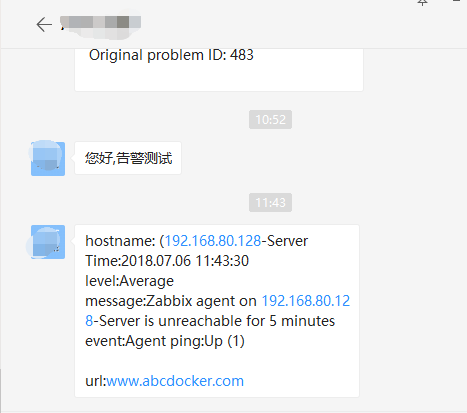 Original problem ID: 483
10:52
您好,告警测试
11:43
hostname: (192.168.80.128-Server
Time:2018.07.06 11:43:30
level:Average
message:Zabbix agent on 192.168.80.12
8-Server is unreachable for 5 minutes
event:Agent ping:Up (1)
url:www.abcdocker.com